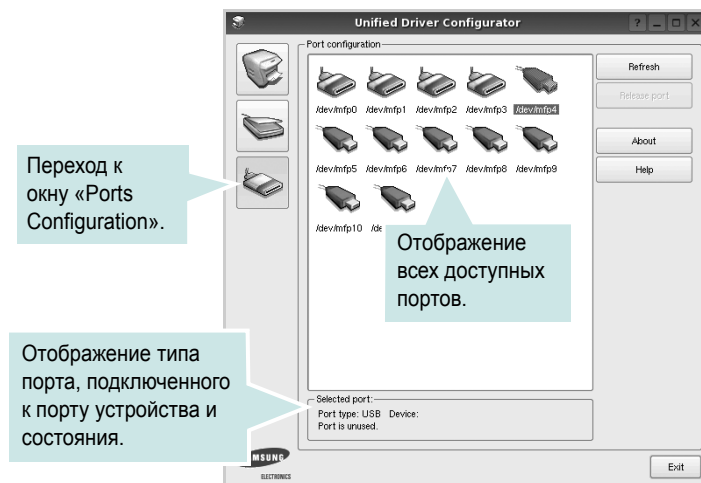 Unified Driver Configurator
Port configuration
/dev/mfp0 /dev/mfp1 /dev/mfp2 /dev/mfp3 /dev/mfp4
Refresh
Release port
/dev/mfp5 /dev/mfp6 /dev/mfp7 /dev/mfp8 /dev/mfp9
About
Help
Переход к
окну «Ports
Configuration».
/dev/mfp10 /de
Отображение
всех доступных
портов.
Отображение типа
порта, подключенного
к порту устройства и
состояния.
Selected port:
Port type: USB Device:
Port is unused.
MSUNG
ELECTRONICS
Exit